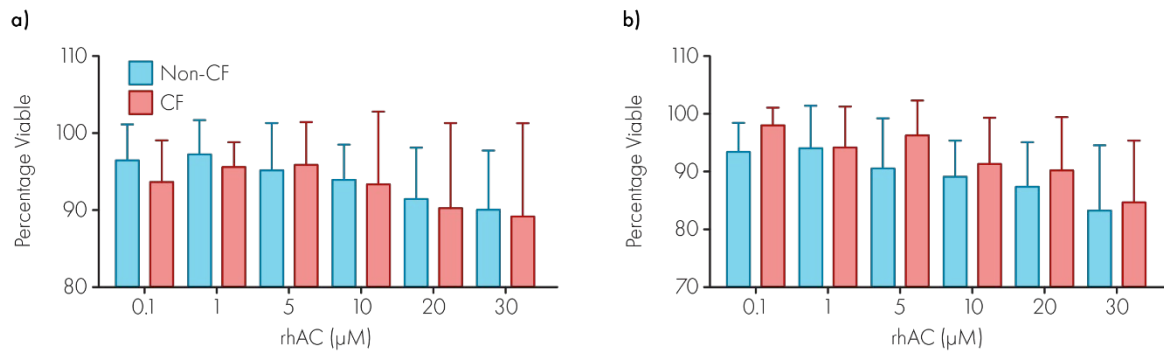 a)
110
100
90
80
Percentage Viable
Non-CF
CF
0.1 1 5 10 20 30
rhAC (µM)
b)
110
100
90
80
70
Percentage Viable
0.1 1 5 10 20 30
rhAC (µM)